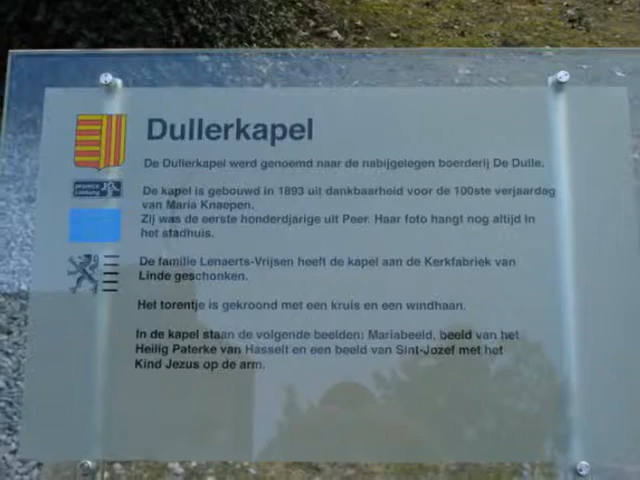 Dullerkapel
De Dullerkapel werd genoemd naar de nabijgelegen boerderij De Dulle.
De kapel is gebouwd in 1893 uit dankbaarheid voor de 100ste verjaardag
van Maria Knaepen.
Zij was de eerste honderdjarige uit Peer. Haar foto hangt nog altijd in
het stadhuis.
De familie Lenaerts-Vrijsen heeft de kapel aan de Kerkfabriek van
Linde geschonken.
Het torentje is gekroond met een kruis en een windhaan.
In de kapel staan de volgende beelden: Mariabeeld, beeld van het
Heilig Paterke van Hasselt en een beeld van Sint-Jozef met het
Kind Jezus op de arm.